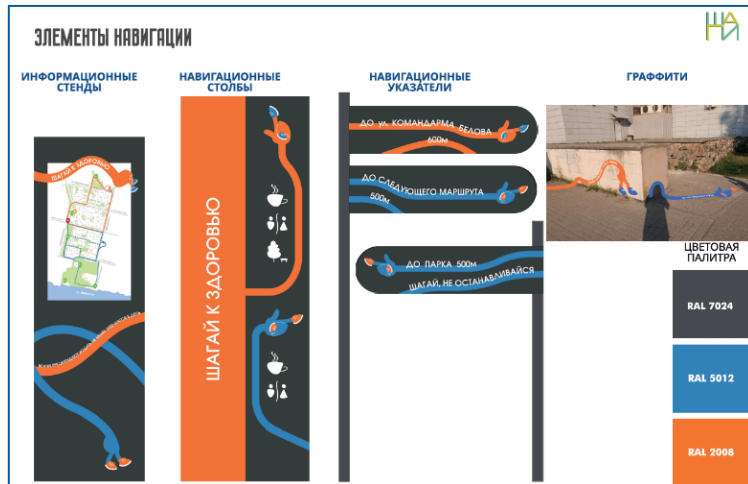 ЭЛЕМЕНТЫ НАВИГАЦИИ
ШАГИ
ИНФОРМАЦИОННЫЕ
СТЕНДЫ
ШАГАЙ К ЗДОРОВЬЮ
НАВИГАЦИОННЫЕ
СТОЛБЫ
ШАГАЙ К ЗДОРОВЬЮ
НАВИГАЦИОННЫЕ
УКАЗАТЕЛИ
ДО ул. КОМАНДАРМА БЕЛОВА
600м
ДО СЛЕДУЮЩЕГО МАРШРУТА
500м
ДО ПАРКА 500м
ШАГАЙ, НЕ ОСТАНАВЛИВАЙСЯ
ГРАФФИТИ
ЦВЕТОВАЯ
ПАЛИТРА
RAL 7024
RAL 5012
RAL 2008